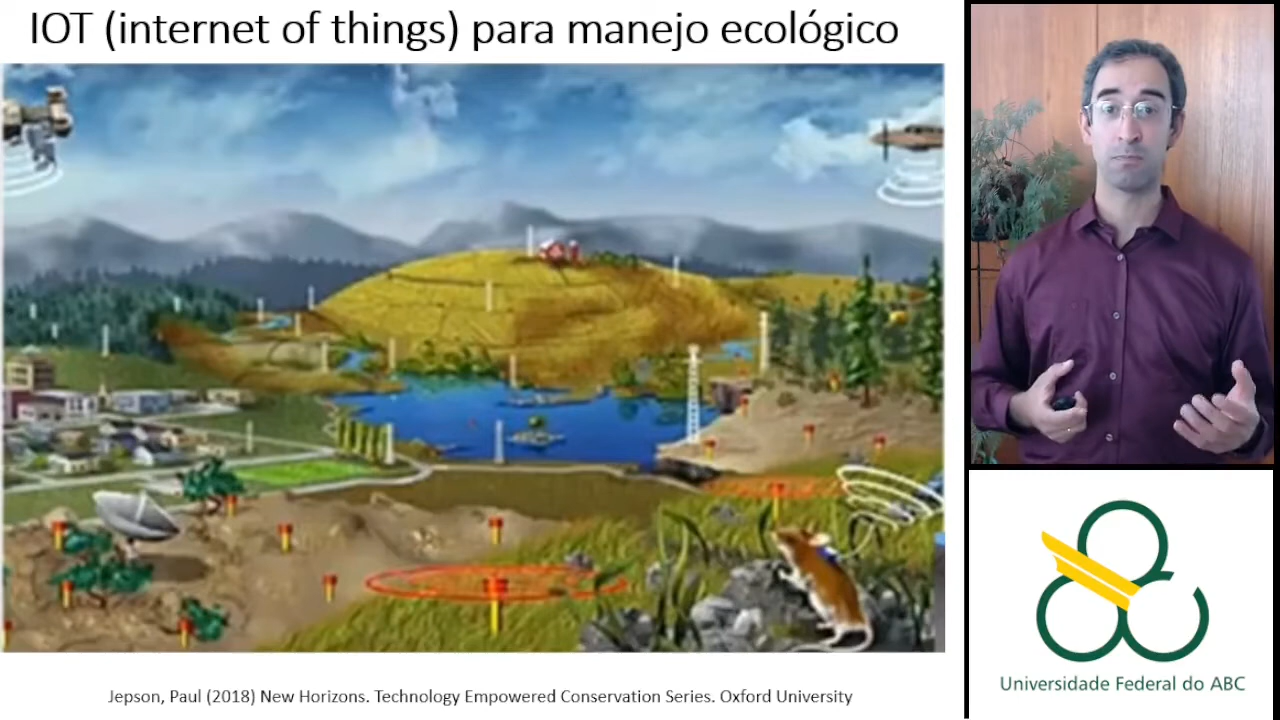 IOT (internet of things) para manejo ecológico
Jepson, Paul (2018) New Horizons. Technology Empowered Conservation Series. Oxford University
Universidade Federal do ABC